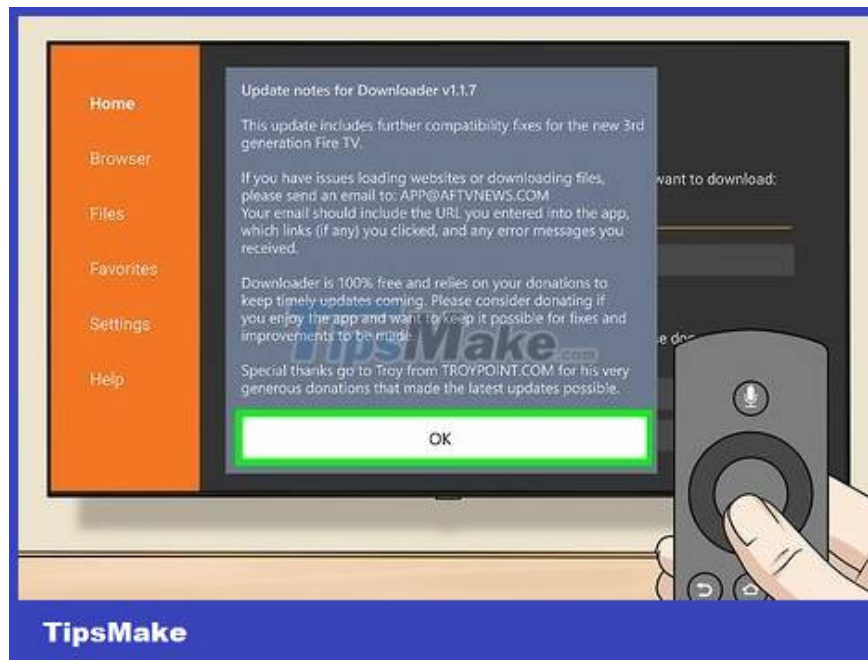 Home
Browser
Files
Favorites
Settings
Help
Update notes for Downloader v1.1.7
This update includes further compatibility fixes for the new 3rd
generation Fire TV.
If you have issues loading websites or downloading files,
please send an email to: APP@AFTVNEWS.COM
Your email should include the URL you entered into the app,
which links (if any) you clicked, and any error messages you
received.
Downloader is 100% free and relies on your donations to
keep timely updates coming. Please consider donating if
you enjoy the app and want to keep it possible for fixes and
improvements to be made.
Special thanks go to Troy from TROYPOINT.COM for his very
generous donations that made the latest updates possible.
OK
want to download:
TipsMake.com
TipsMake